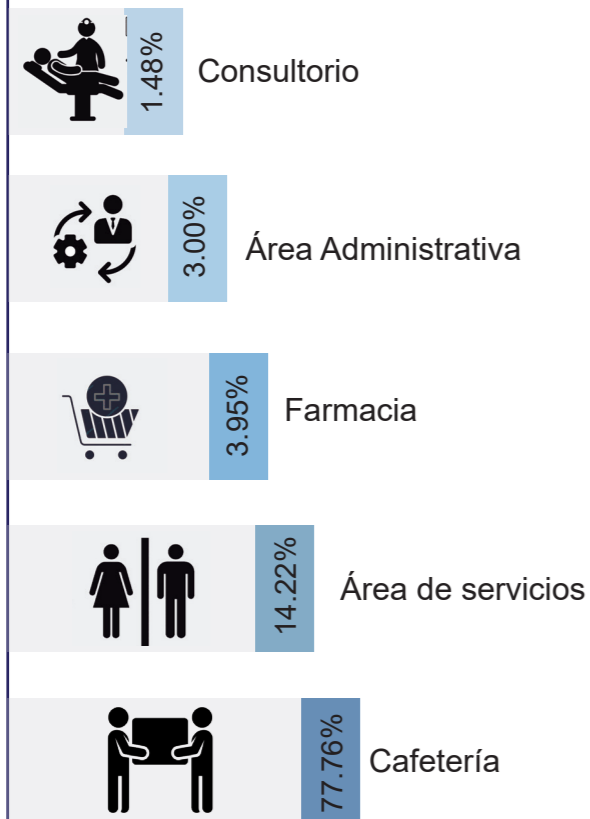 1.48%
Consultorio
3.00%
Área Administrativa
3.95%
Farmacia
14.22%
Área de servicios
77.76%
Cafetería